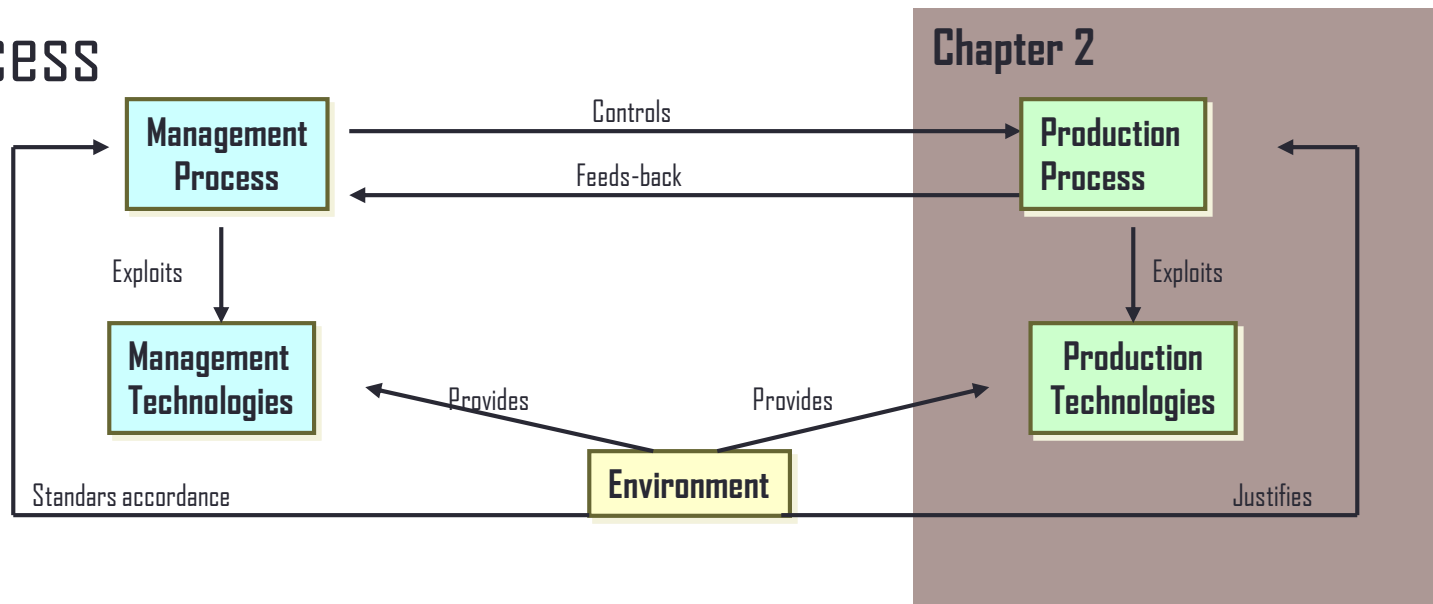 cess
Chapter 2
Management
Process
Controls
Production
Process
Feeds-back
Exploits
Exploits
Management
Technologies
Provides
Provides
Production
Technologies
Environment
Standars accordance
Justifies